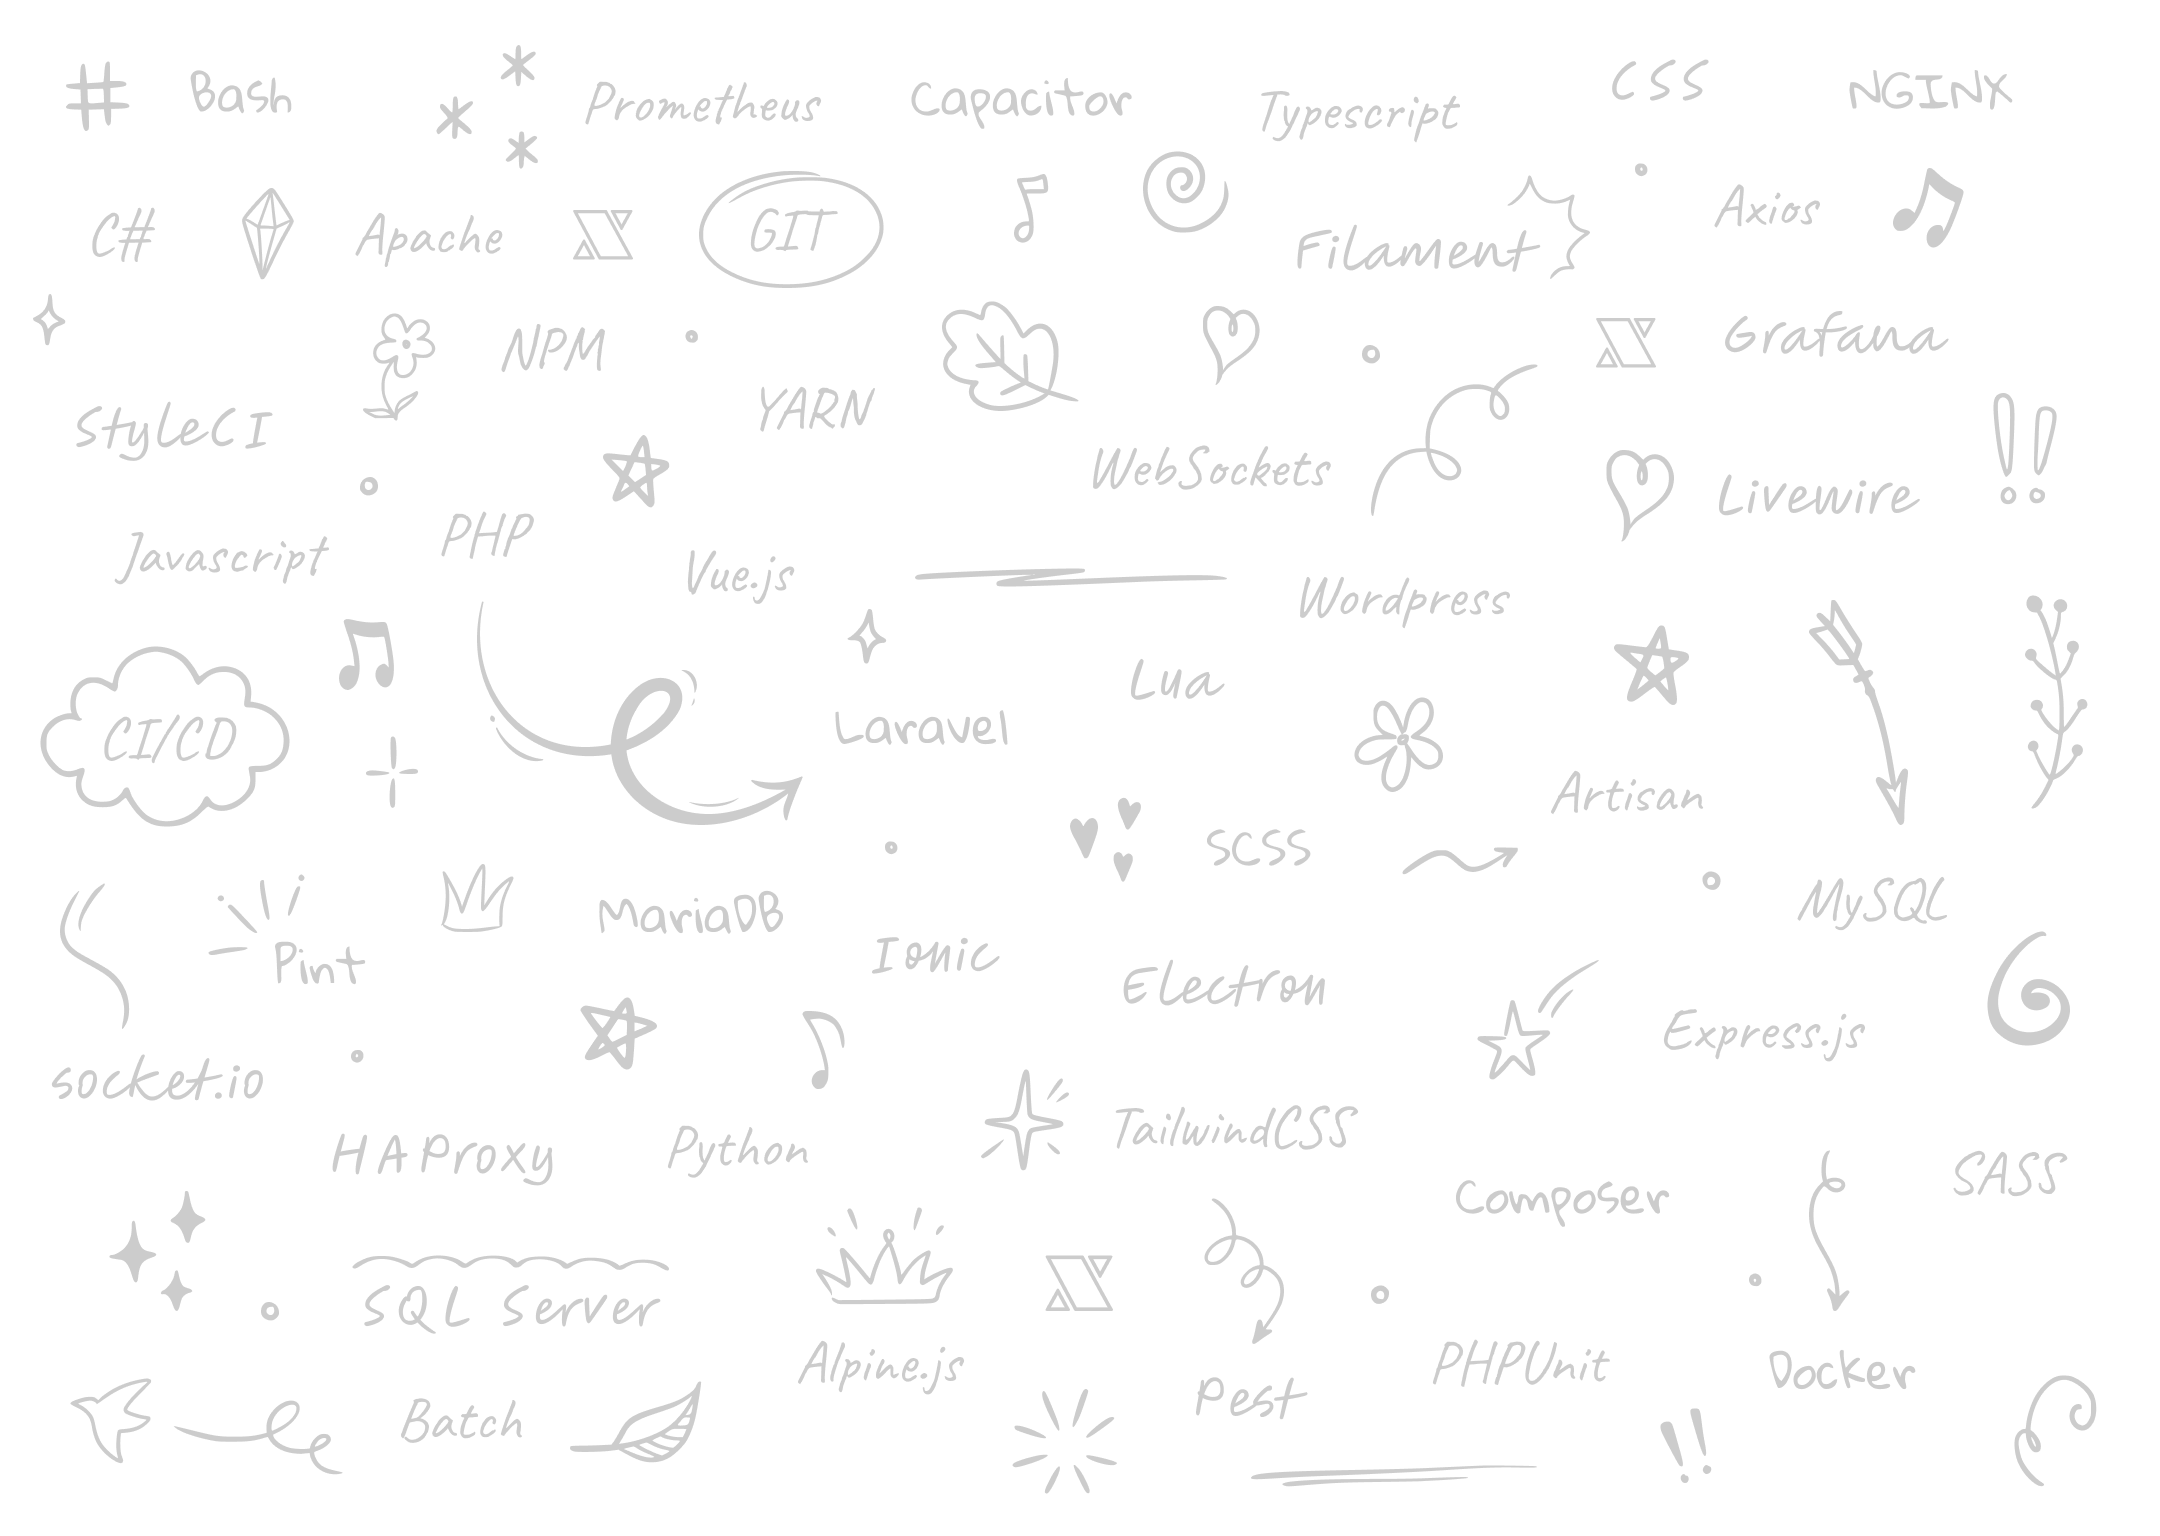 Bash
Prometheus
Capacitor
Typescript
CSS
NGINX
C#
Apache
GIT
Filament
Axios
NPM
Grafana
StyleCI
YARN
WebSockets
Livewire
Javascript
PHP
Vue.js
Wordpress
CI/CD
Laravel
Lua
Artisan
SCSS
Pint
MariaDB
MySQL
Ionic
Electron
Express.js
socket.io
HAProxy
Python
TailwindCSS
Composer
SASS
SQL Server
Alpine.js
Pest
PHPUnit
Docker
Batch